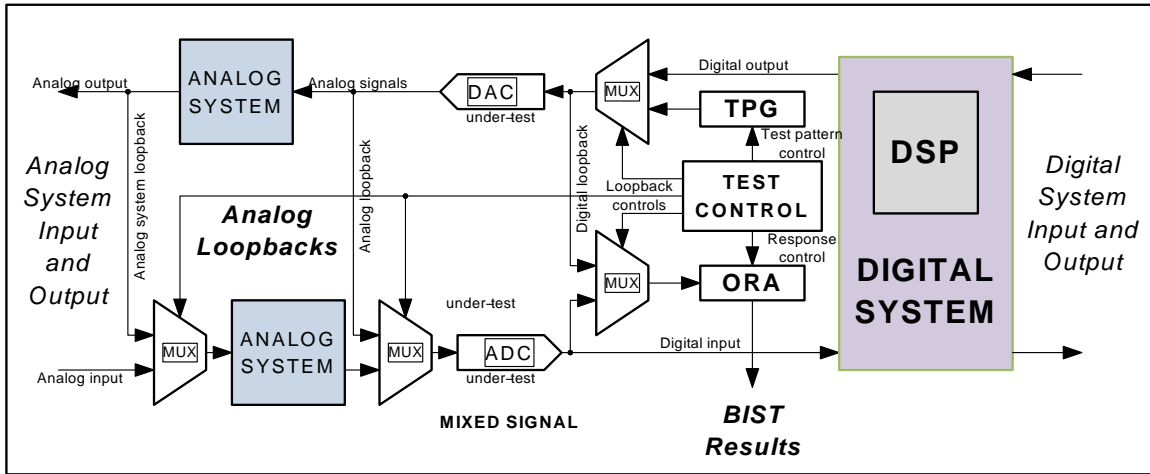 Analog output
ANALOG
SYSTEM
Analog signals
DAC
under-test
MUX
Digital output
TPG
Test pattern
control
DSP
DIGITAL
SYSTEM
Analog
System
Input
and
Output
Analog system loopback
Analog
Loopbacks
Analog loopback
Digital loopback
Loopback
controls
TEST
CONTROL
Response
control
Digital
System
Input and
Output
MUX
ORA
under-test
MUX
ANALOG
SYSTEM
MUX
ADC
under-test
Digital input
Analog input
MIXED SIGNAL
BIST
Results